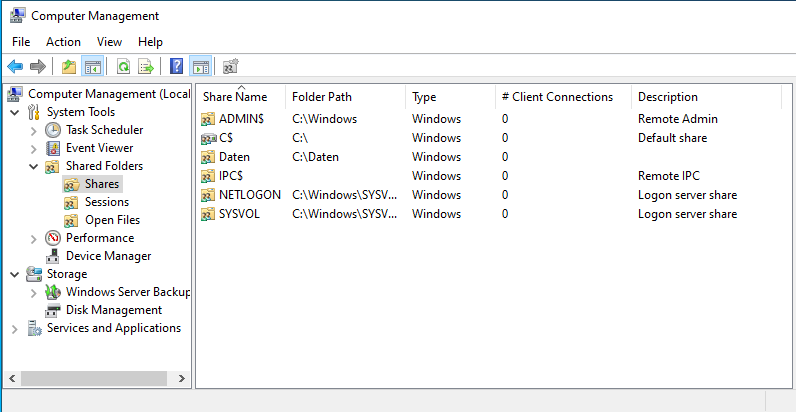 Computer Management
File Action View Help
Computer Management (Local
System Tools
Task Scheduler
Event Viewer
Shared Folders
Shares
Sessions
Open Files
Performance
Device Manager
Storage
Windows Server Backup
Disk Management
Services and Applications
Share Name Folder Path Type # Client Connections Description
ADMIN$ C:\Windows Windows 0 Remote Admin
C$ C:\ Windows 0 Default share
Daten C:\Daten Windows 0
IPC$ Windows 0 Remote IPC
NETLOGON C:\Windows\SYSV... Windows 0 Logon server share
SYSVOL C:\Windows\SYSV... Windows 0 Logon server share